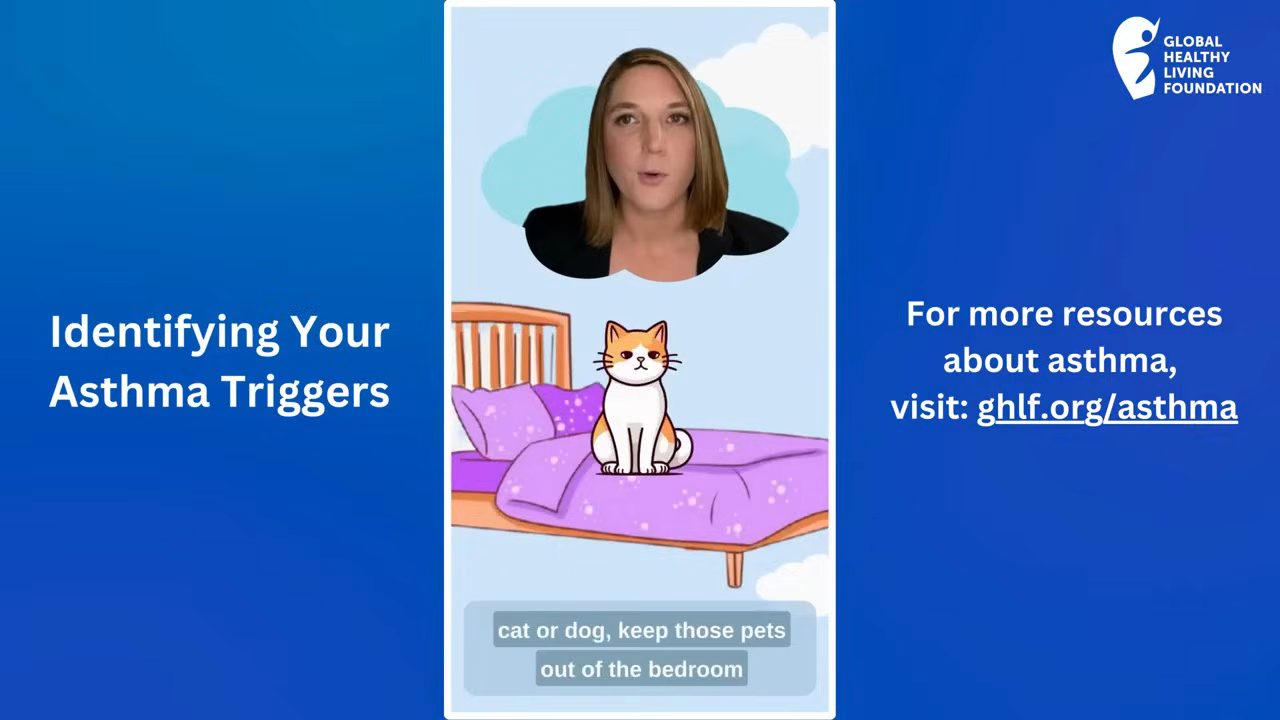 Identifying Your
Asthma Triggers
cat or dog, keep those pets
out of the bedroom
GLOBAL
HEALTHY
LIVING
FOUNDATION
For more resources
about asthma,
visit: ghlf.org/asthma